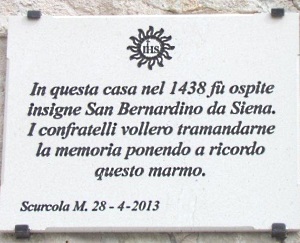 IHS
In questa casa nel 1438 fù ospite
insigne San Bernardino da Siena.
I confratelli vollero tramandarne
la memoria ponendo a ricordo
questo marmo.
Scurcola M. 28 - 4 - 2013